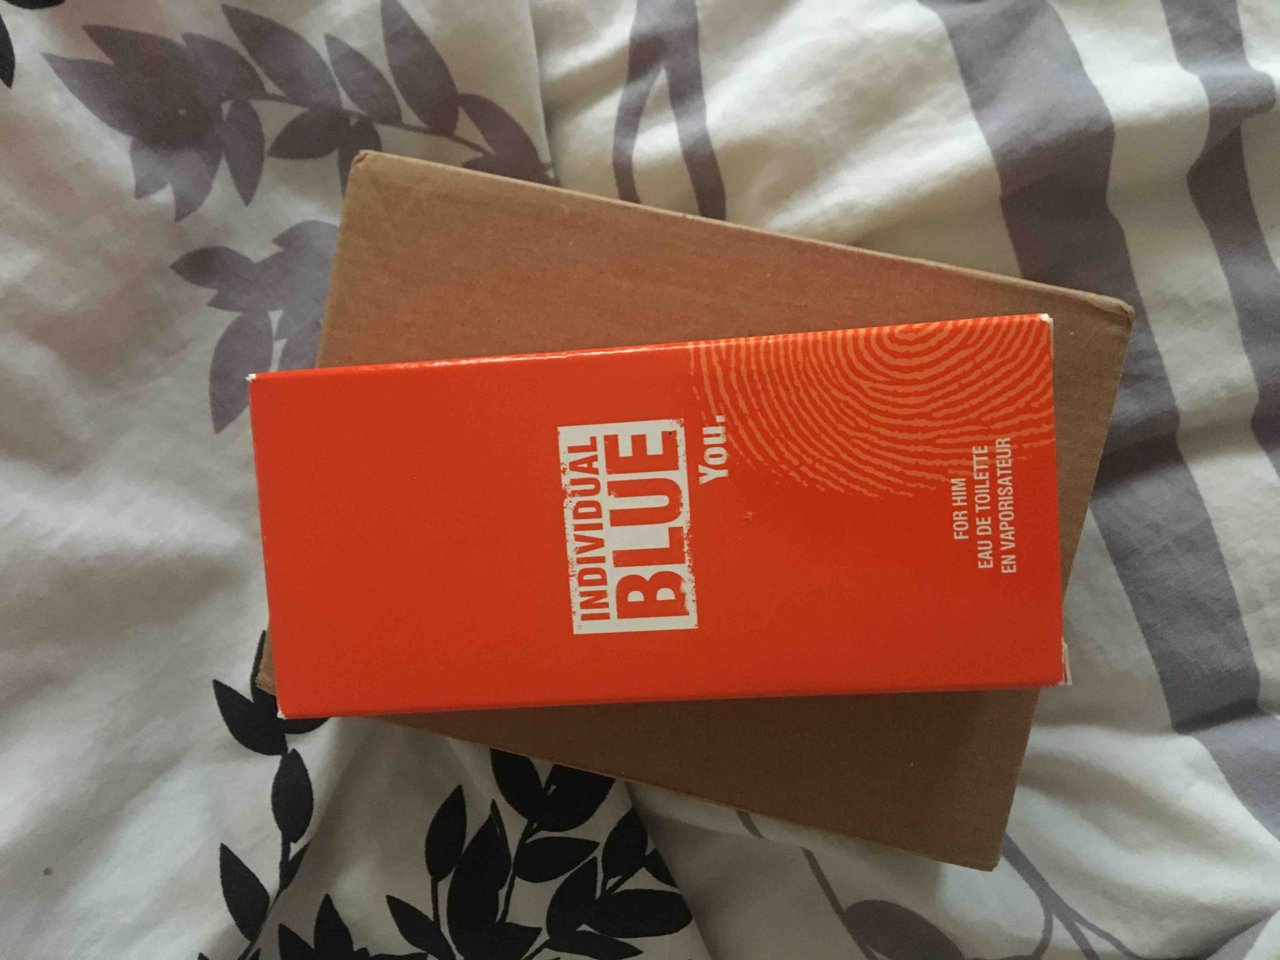 INDIVIDUAL
BLUE
You.
FOR HIM
EAU DE TOILETTE
EN VAPORISATEUR